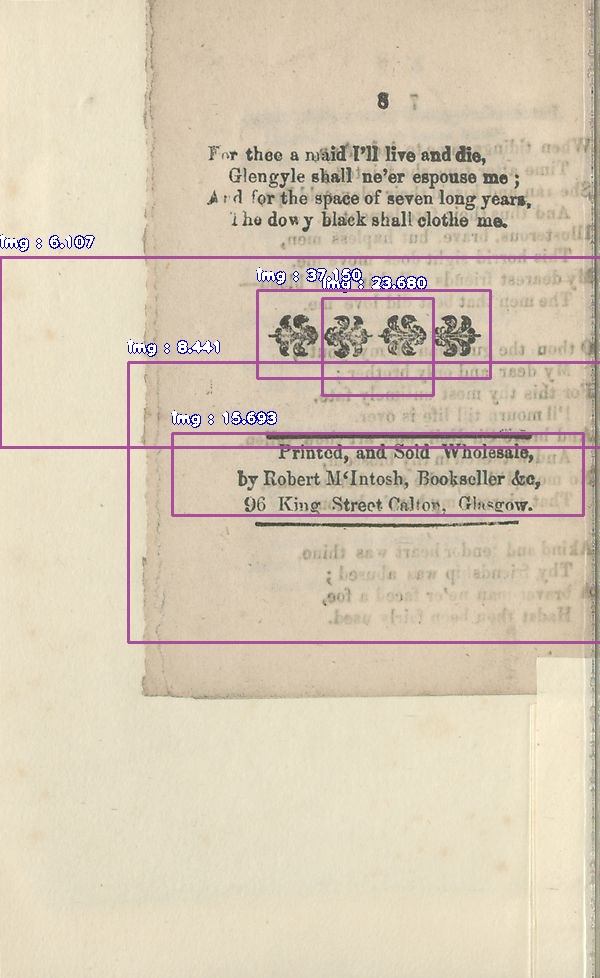 8
For thee a maid I'll live and die,
Glengyle shall ne'er espouse me ;
And for the space of seven long years,
The dowy black shall clothe me.
img : 6.107
img : 37.150
img : 23.680
img : 8.441
img : 15.693
Printed, and Sold Wholesale,
by Robert M‘Intosh, Bookseller &c,
96 King Street Calton, Glasgow.